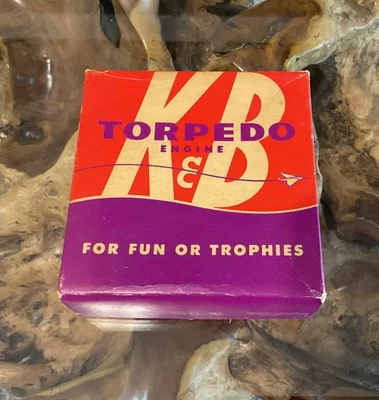 K&B
TORPEDO
ENGINE
FOR FUN OR TROPHIES